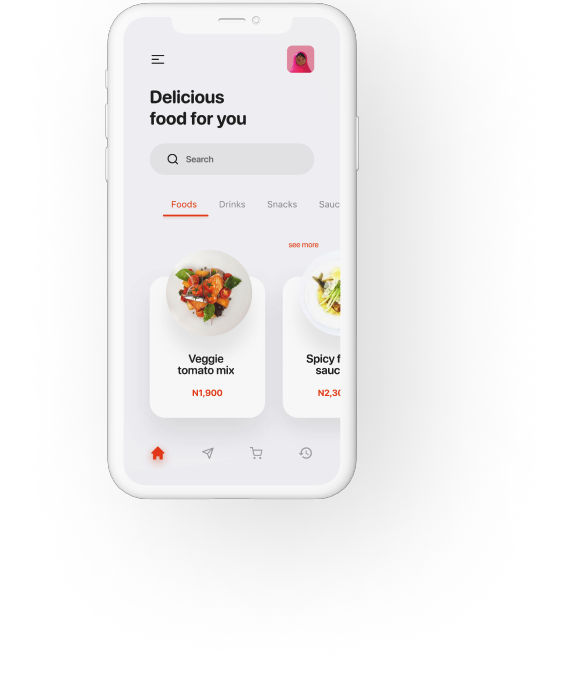 Delicious
food for you
Search
Foods Drinks Snacks Sauc
see more
Veggie
tomato mix
N1,900
Spicy f
sauc
N2,30